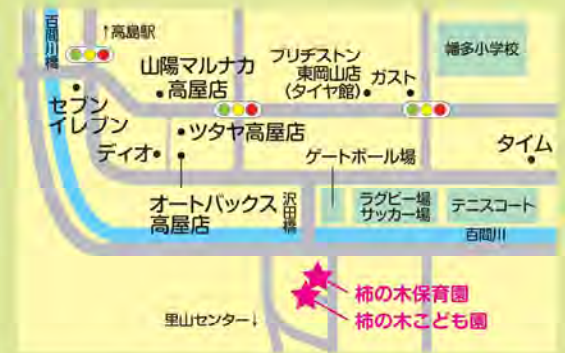 百間川橋
↑高島駅
幡多小学校
山陽マルナカ
高屋店
ブリヂストン
東岡山店
(タイヤ館)
ガスト
セブン
イレブン
ツタヤ高屋店
ディオ
ゲートボール場
タイム
オートバックス
高屋店
沢田橋
ラグビー場
サッカー場
テニスコート
百間川
柿の木保育園
柿の木こども園
里山センター↓